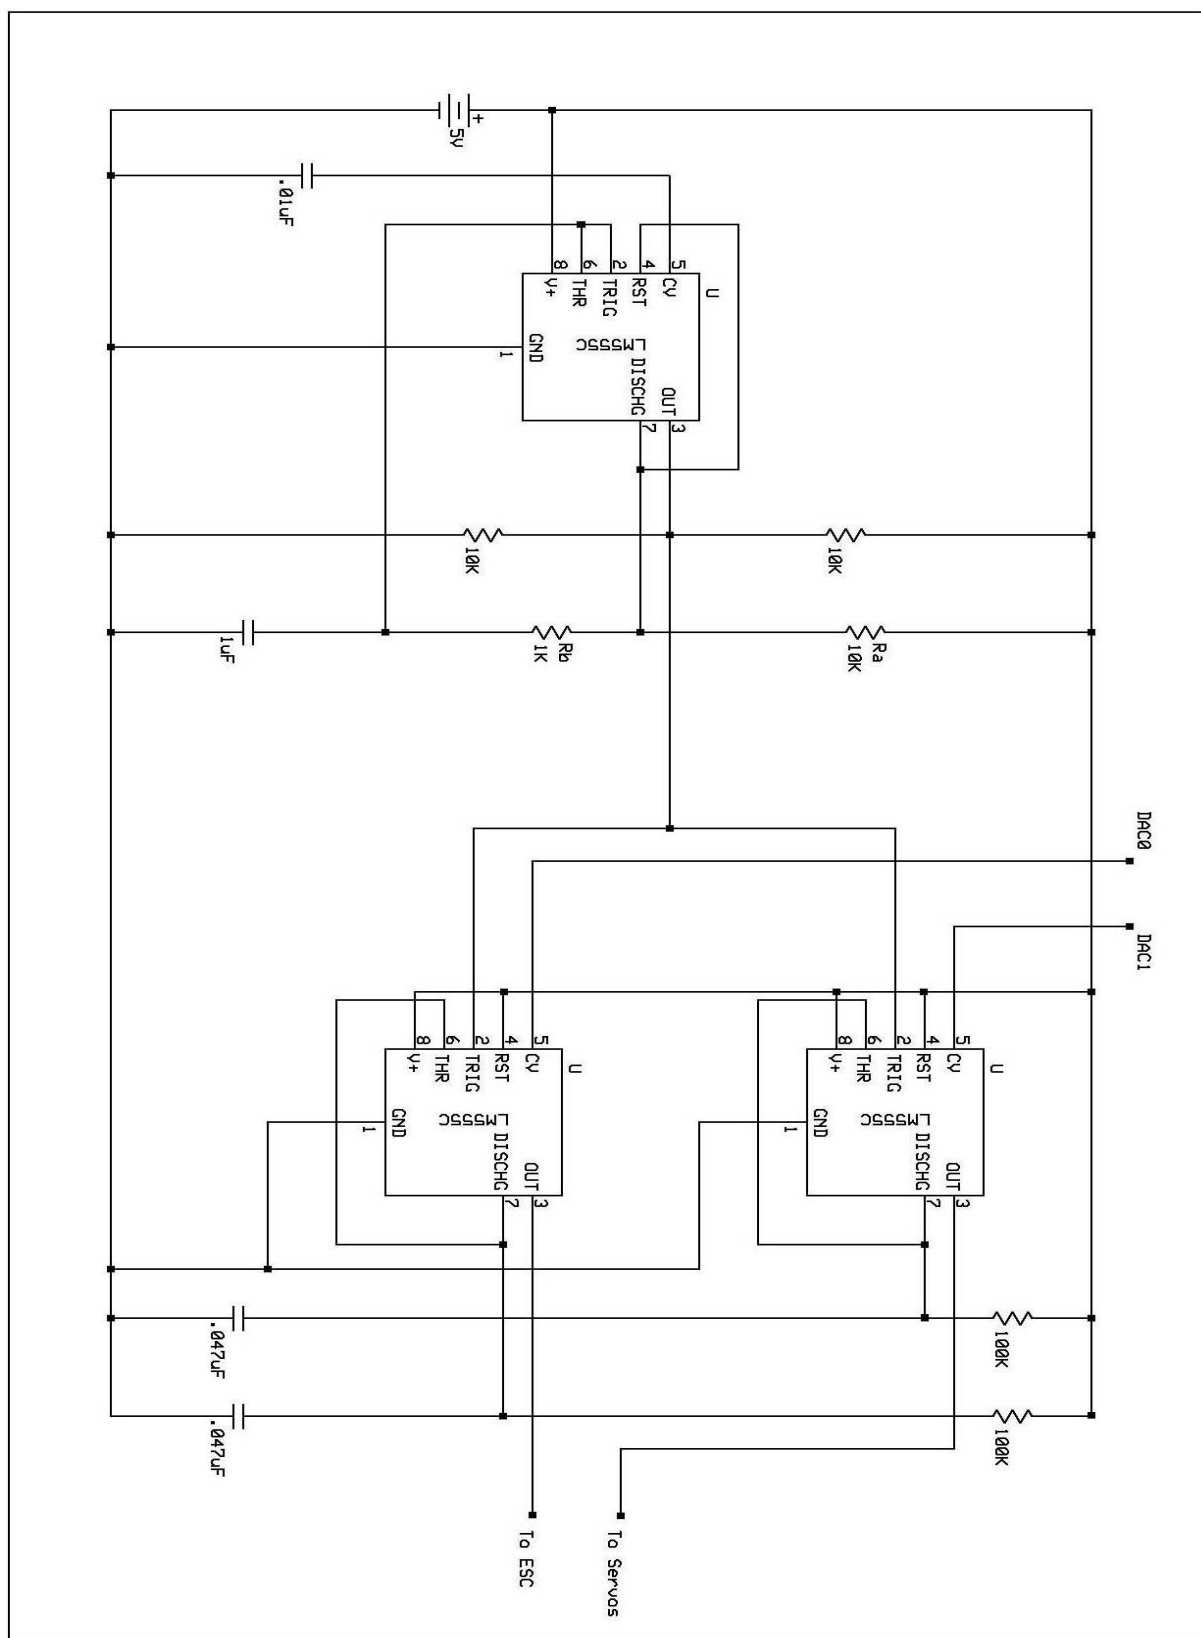 5V
+
.01uF
8
6
2
4
5
V+
THR
TRIG
RST
CV
U
LM555C
GND
1
DISCHG
OUT
7
3
10K
10K
1uF
Rb
1K
Ra
10K
DAC0
DAC1
8
6
2
4
5
V+
THR
TRIG
RST
CV
U
LM555C
GND
1
DISCHG
OUT
7
3
8
6
2
4
5
V+
THR
TRIG
RST
CV
U
LM555C
GND
1
DISCHG
OUT
7
3
.047uF
100K
.047uF
100K
To ESC
To Servos